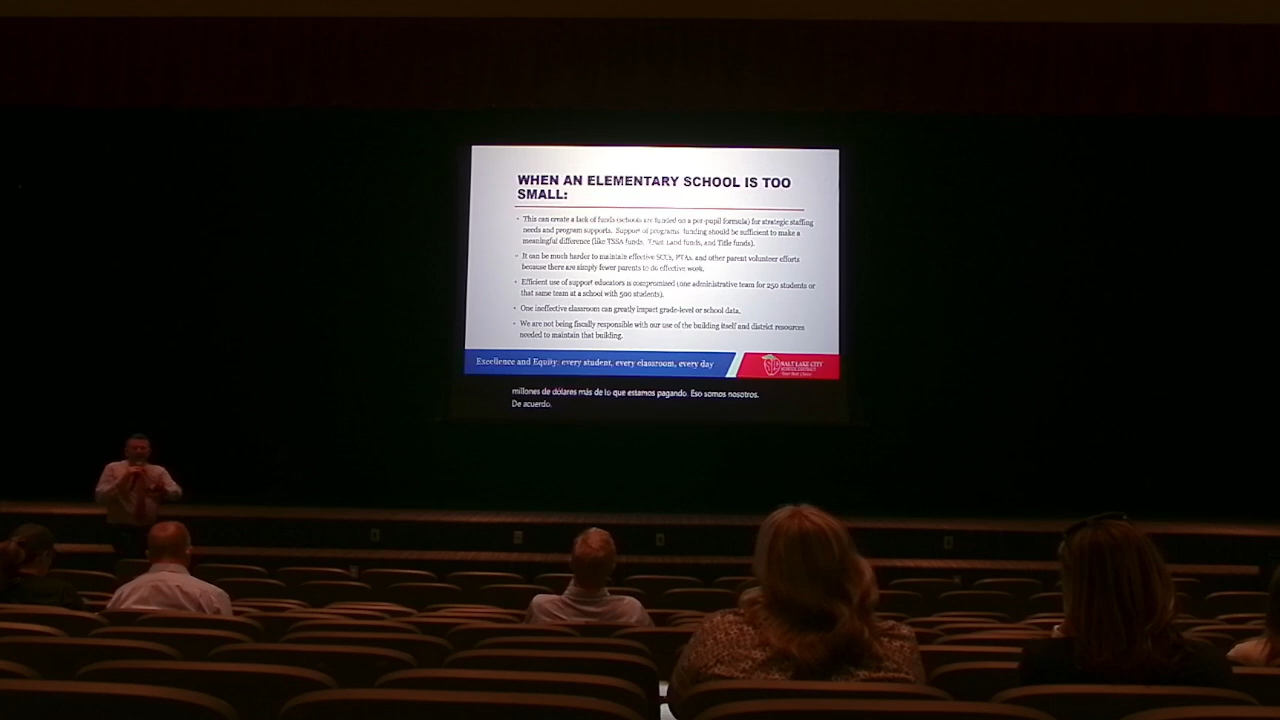 WHEN AN ELEMENTARY SCHOOL IS TOO
SMALL:
• This can create a lack of funds (schools are funded on a per-pupil formula) for strategic staffing
needs and program supports. Support of programs funding should be sufficient to make a
meaningful difference (like TSSA funds, Trust Land funds, and Title funds).
• It can be much harder to maintain effective SCCs, PTAs, and other parent volunteer efforts
because there are simply fewer parents to do effective work.
• Efficient use of support educators is compromised (one administrative team for 250 students or
that same team at a school with 500 students).
• One ineffective classroom can greatly impact grade-level or school data.
• We are not being fiscally responsible with our use of the building itself and district resources
needed to maintain that building.
Excellence and Equity: every student, every classroom, every day
SALT LAKE CITY
SCHOOL DISTRICT
Your Best Choice
millones de dólares más de lo que estamos pagando. Eso somos nosotros.
De acuerdo.